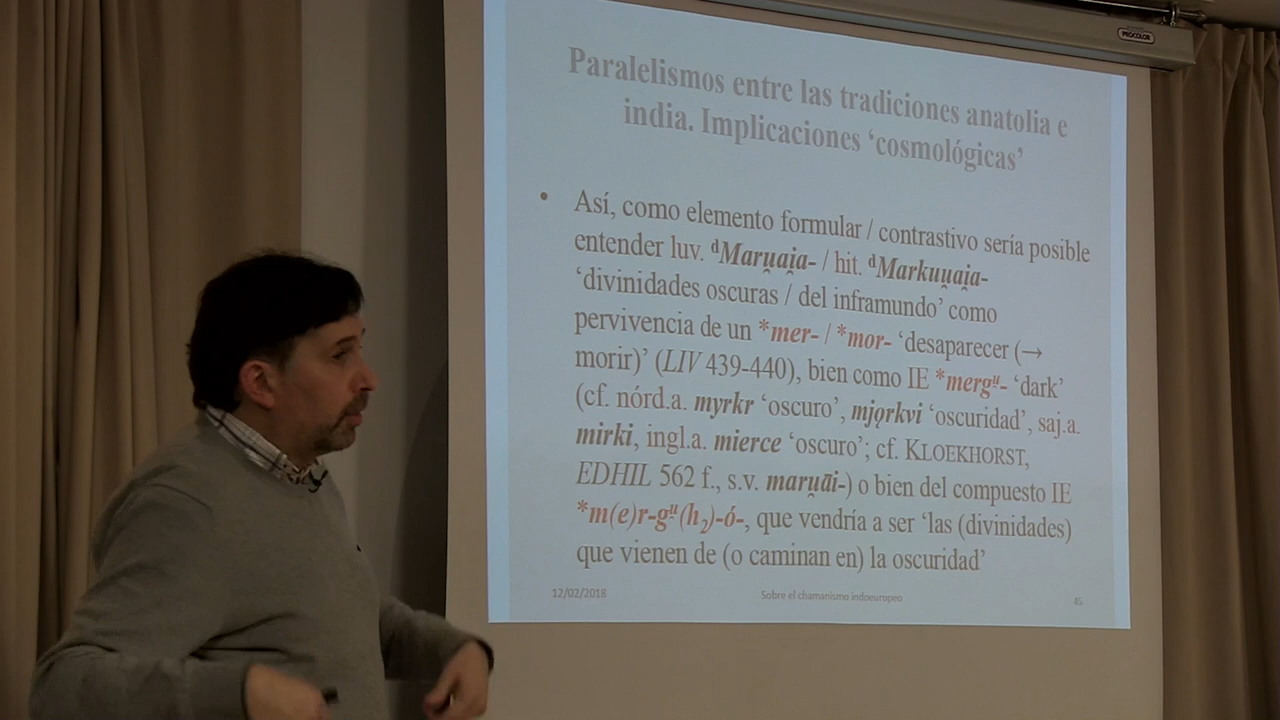 PROCOLOR
Paralelismos entre las tradiciones anatolia e
india. Implicaciones ‘cosmológicas’
• Así, como elemento formular / contrastivo sería posible
entender luv. ᵈMaru̯ai̯a- / hit. ᵈMarkuu̯ai̯a-
‘divinidades oscuras / del inframundo’ como
pervivencia de un *mer- / *mor- ‘desaparecer (→
morir)’ (LIV 439-440), bien como IE *mergu̯- ‘dark’
(cf. nórd.a. myrkr ‘oscuro’, mjǫrkvi ‘oscuridad’, saj.a.
mirki, ingl.a. mierce ‘oscuro’; cf. KLOEKHORST,
EDHIL 562 f., s.v. maru̯āi-) o bien del compuesto IE
*m(e)r-gu̯(h₂)-ó-, que vendría a ser ‘las (divinidades)
que vienen de (o caminan en) la oscuridad’
12/02/2018 Sobre el chamanismo indoeuropeo 45